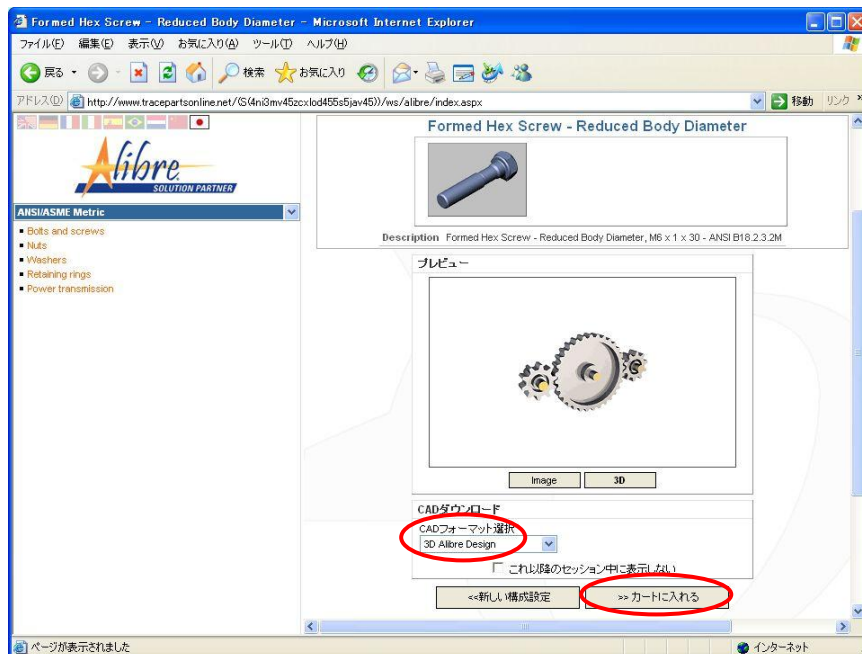 Formed Hex Screw - Reduced Body Diameter - Microsoft Internet Explorer
ファイル(F) 編集(E) 表示(V) お気に入り(A) ツール(T) ヘルプ(H)
戻る 検索 お気に入り
アドレス(D) http://www.tracepartsonline.net/(S(4ni3mv45zcxlod455s5jav45))/ws/alibre/index.aspx 移動 リンク »
Alibre
SOLUTION PARTNER
ANSI/ASME Metric
Bolts and screws
Nuts
Washers
Retaining rings
Power transmission
Formed Hex Screw - Reduced Body Diameter
Description Formed Hex Screw - Reduced Body Diameter, M6 x 1 x 30 - ANSI B18.2.3.2M
プレビュー
Image 3D
CADダウンロード
CADフォーマット選択
3D Alibre Design
これ以降のセッション中に表示しない
<<新しい構成設定 >> カートに入れる
ページが表示されました インターネット